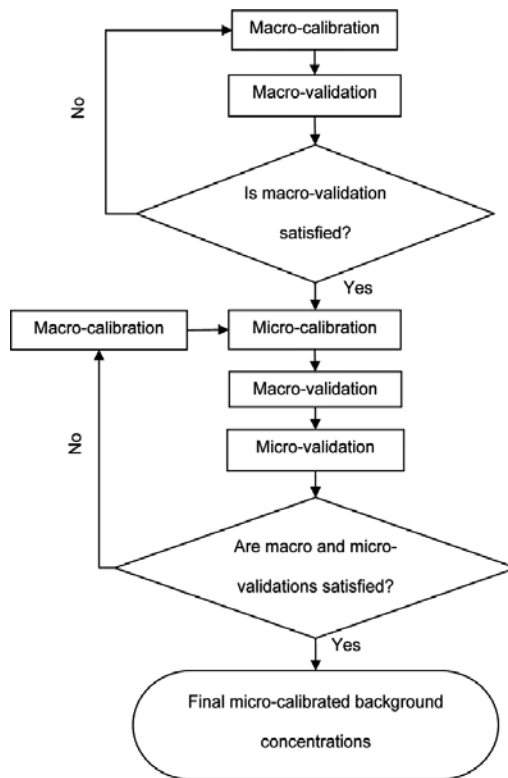 Macro-calibration
Macro-validation
No
Is macro-validation
satisfied?
Yes
Macro-calibration
Micro-calibration
Macro-validation
Micro-validation
No
Are macro and micro-
validations satisfied?
Yes
Final micro-calibrated background
concentrations